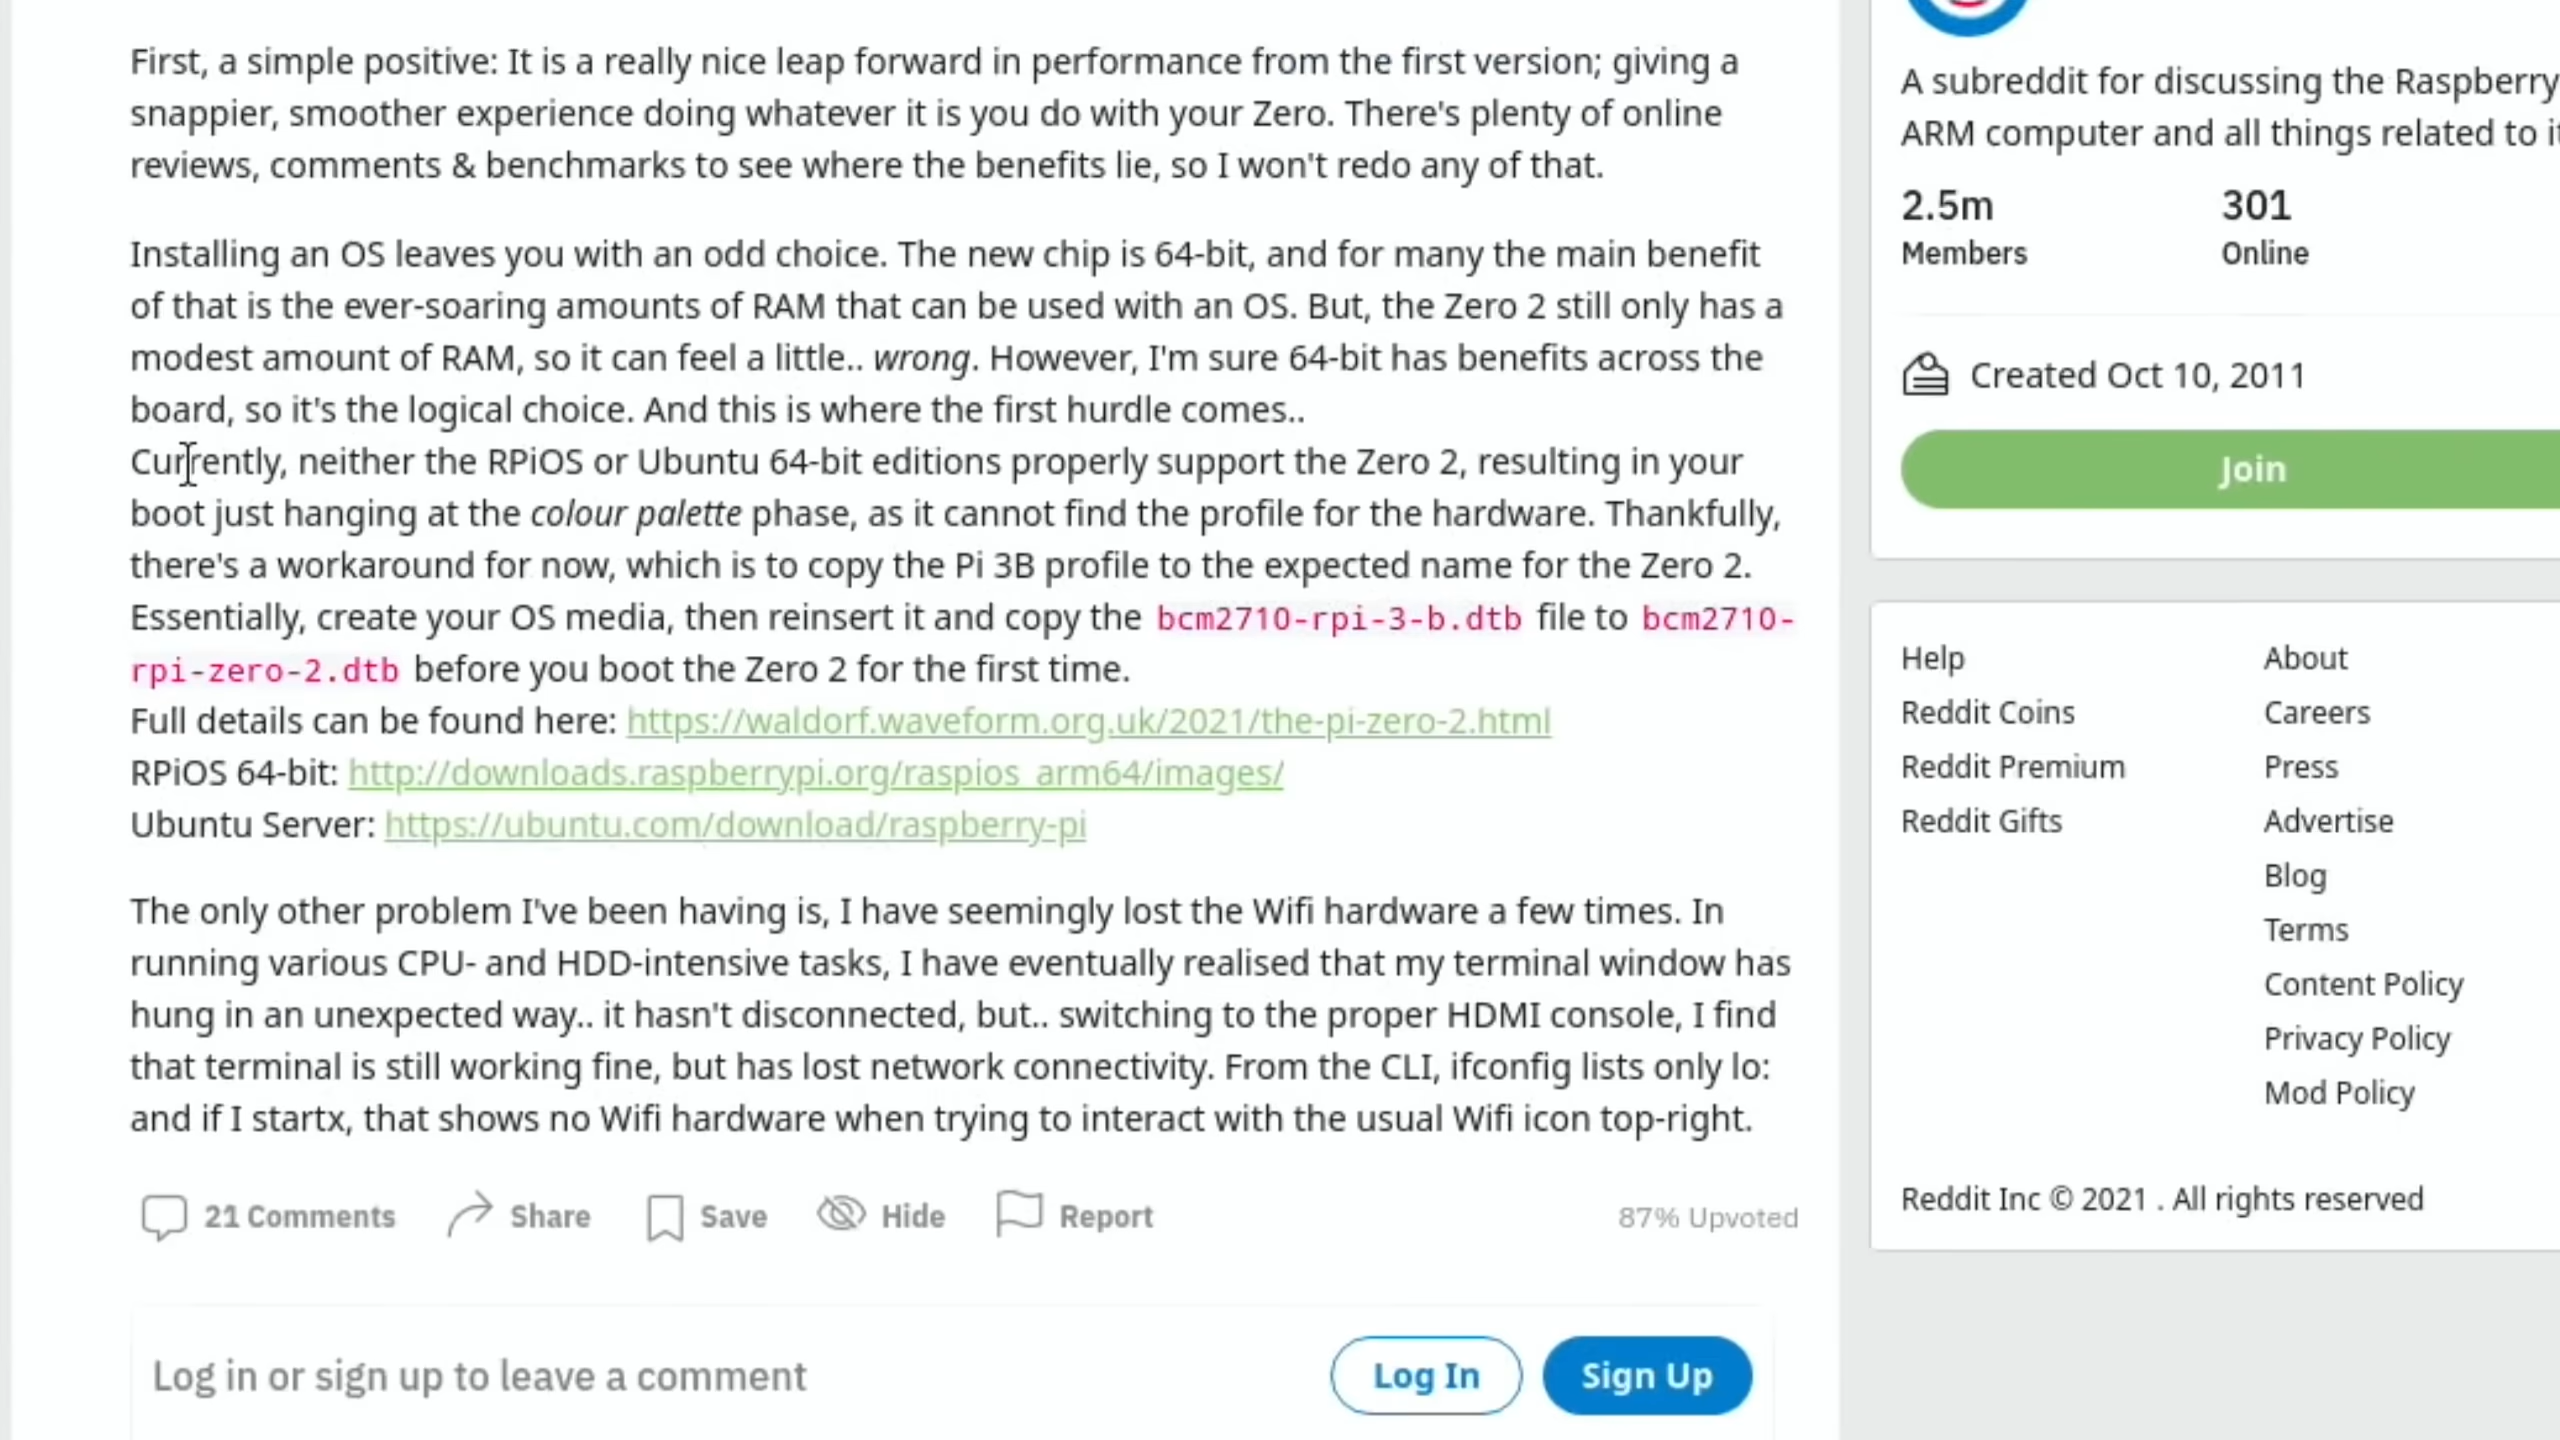 First, a simple positive: It is a really nice leap forward in performance from the first version; giving a
snappier, smoother experience doing whatever it is you do with your Zero. There's plenty of online
reviews, comments & benchmarks to see where the benefits lie, so I won't redo any of that.
Installing an OS leaves you with an odd choice. The new chip is 64-bit, and for many the main benefit
of that is the ever-soaring amounts of RAM that can be used with an OS. But, the Zero 2 still only has a
modest amount of RAM, so it can feel a little.. wrong. However, I'm sure 64-bit has benefits across the
board, so it's the logical choice. And this is where the first hurdle comes..
Currently, neither the RPiOS or Ubuntu 64-bit editions properly support the Zero 2, resulting in your
boot just hanging at the colour palette phase, as it cannot find the profile for the hardware. Thankfully,
there's a workaround for now, which is to copy the Pi 3B profile to the expected name for the Zero 2.
Essentially, create your OS media, then reinsert it and copy the bcm2710-rpi-3-b.dtb file to bcm2710-
rpi-zero-2.dtb before you boot the Zero 2 for the first time.
Full details can be found here: https://waldorf.waveform.org.uk/2021/the-pi-zero-2.html
RPiOS 64-bit: http://downloads.raspberrypi.org/raspios_arm64/images/
Ubuntu Server: https://ubuntu.com/download/raspberry-pi
The only other problem I've been having is, I have seemingly lost the Wifi hardware a few times. In
running various CPU- and HDD-intensive tasks, I have eventually realised that my terminal window has
hung in an unexpected way.. it hasn't disconnected, but.. switching to the proper HDMI console, I find
that terminal is still working fine, but has lost network connectivity. From the CLI, ifconfig lists only lo:
and if I startx, that shows no Wifi hardware when trying to interact with the usual Wifi icon top-right.
21 Comments Share Save Hide Report 87% Upvoted
Log in or sign up to leave a comment Log In Sign Up
A subreddit for discussing the Raspberry
ARM computer and all things related to
2.5m 301
Members Online
Created Oct 10, 2011
Join
Help About
Reddit Coins Careers
Reddit Premium Press
Reddit Gifts Advertise
Blog
Terms
Content Policy
Privacy Policy
Mod Policy
Reddit Inc © 2021 . All rights reserved